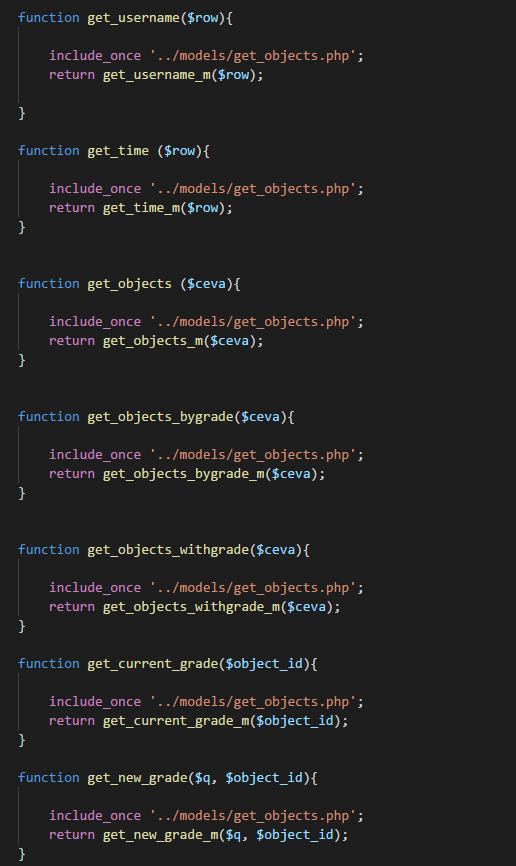 function get_username($row){
include_once '../models/get_objects.php';
return get_username_m($row);
}
function get_time ($row){
include_once '../models/get_objects.php';
return get_time_m($row);
}
function get_objects ($ceva){
include_once '../models/get_objects.php';
return get_objects_m($ceva);
}
function get_objects_bygrade($ceva){
include_once '../models/get_objects.php';
return get_objects_bygrade_m($ceva);
}
function get_objects_withgrade($ceva){
include_once '../models/get_objects.php';
return get_objects_withgrade_m($ceva);
}
function get_current_grade($object_id){
include_once '../models/get_objects.php';
return get_current_grade_m($object_id);
}
function get_new_grade($q, $object_id){
include_once '../models/get_objects.php';
return get_new_grade_m($q, $object_id);
}